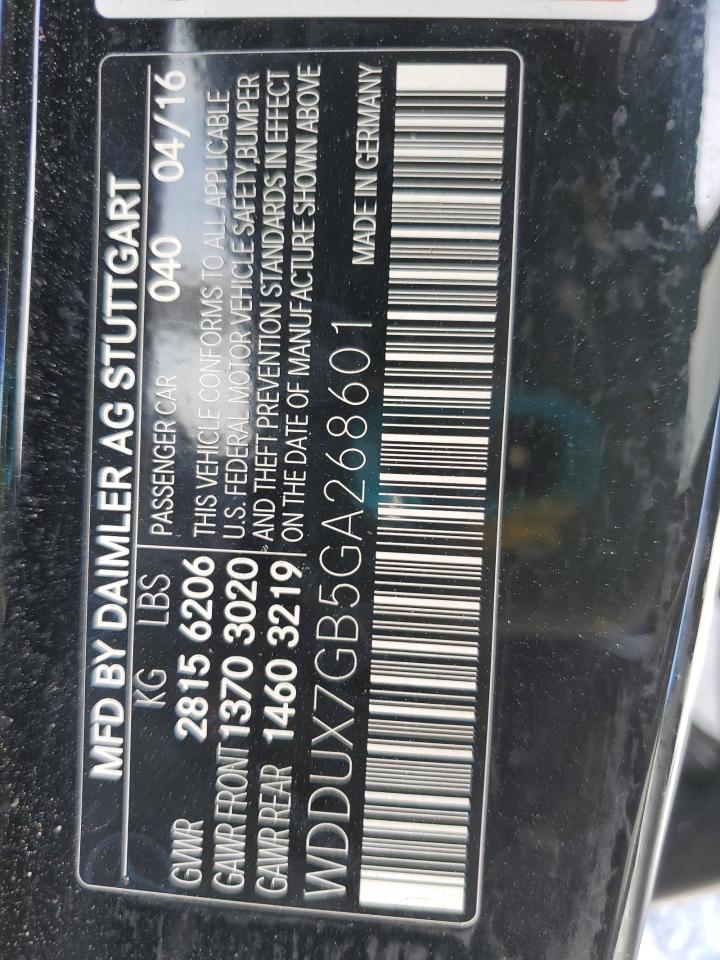 MFD BY DAIMLER AG STUTTGART
KG LBS PASSENGER CAR 040 04/16
GVWR 2815 6206 THIS VEHICLE CONFORMS TO ALL APPLICABLE
GAWR FRONT 1370 3020 U.S. FEDERAL MOTOR VEHICLE SAFETY,BUMPER
GAWR REAR 1460 3219 AND THEFT PREVENTION STANDARDS IN EFFECT
ON THE DATE OF MANUFACTURE SHOWN ABOVE
WDDUX7GB5GA268601 MADE IN GERMANY